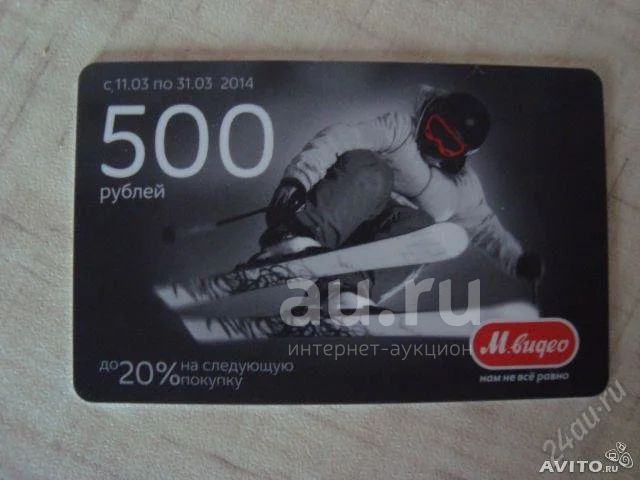 с 11.03 по 31.03 2014
500
рублей
au.ru
интернет-аукцион
М.видео
нам не всё равно
до 20% на следующую
покупку
24au.ru
AVITO.ru